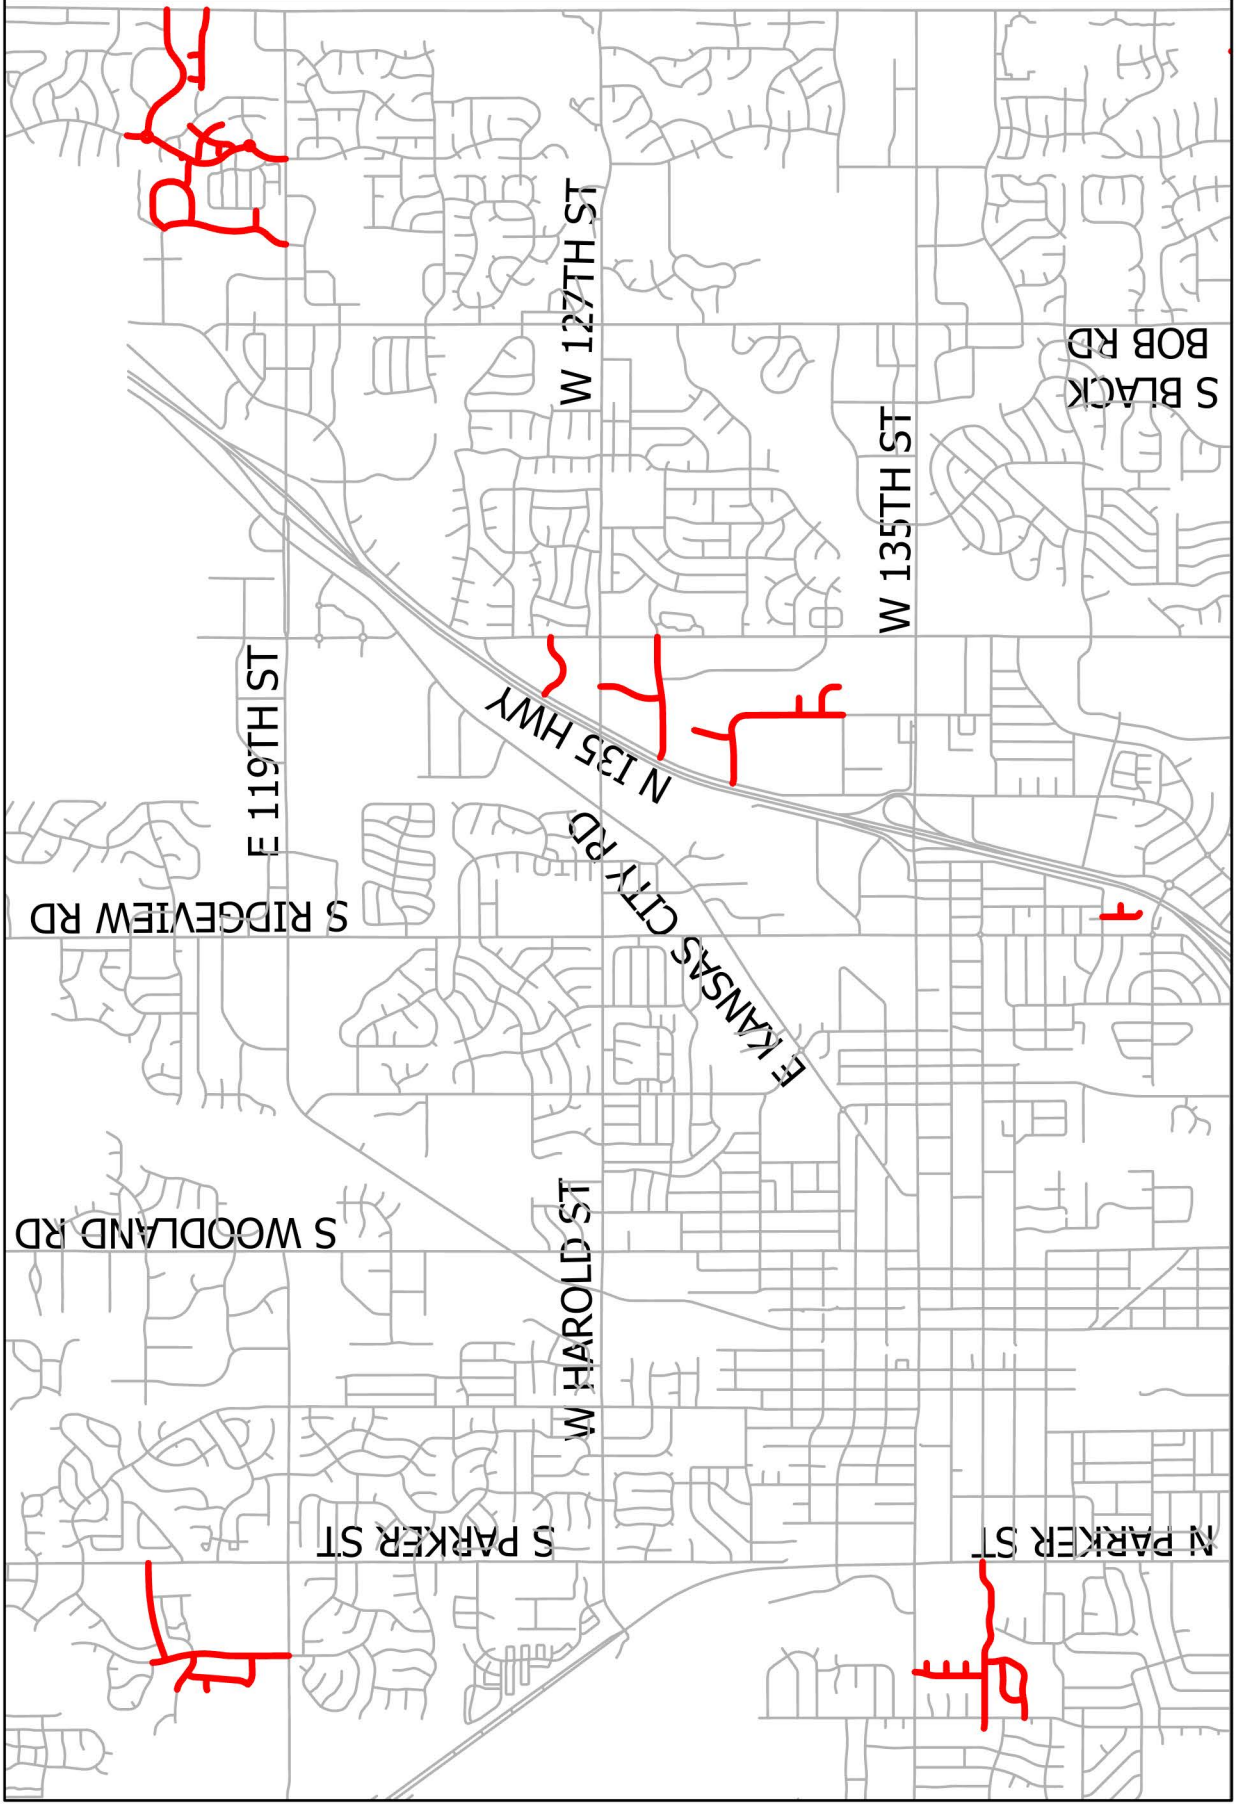 W 127TH ST
S BLACK
BOB RD
W 135TH ST
E 119TH ST
N I35 HWY
E KANSAS CITY RD
S RIDGEVIEW RD
S WOODLAND RD
W HAROLD ST
S PARKER ST
N PARKER ST